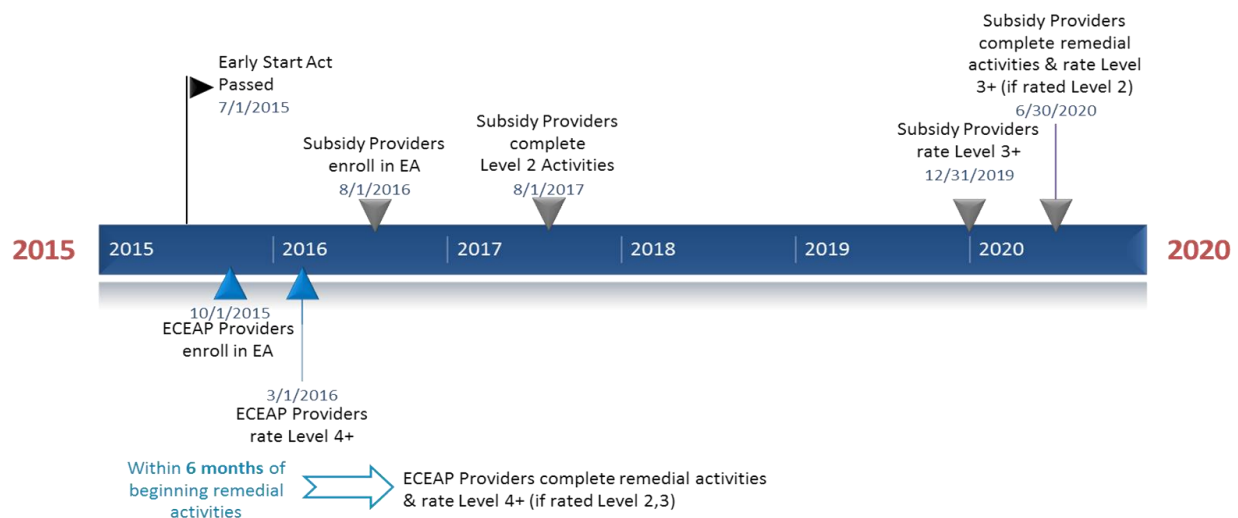 Early Start Act
Passed
7/1/2015
Subsidy Providers
enroll in EA
8/1/2016
Subsidy Providers
complete
Level 2 Activities
8/1/2017
Subsidy Providers
rate Level 3+
12/31/2019
Subsidy Providers
complete remedial
activities & rate Level
3+ (if rated Level 2)
6/30/2020
2015
2015
2016
2017
2018
2019
2020
2020
10/1/2015
ECEAP Providers
enroll in EA
3/1/2016
ECEAP Providers
rate Level 4+
Within 6 months of
beginning remedial
activities
ECEAP Providers complete remedial activities
& rate Level 4+ (if rated Level 2,3)